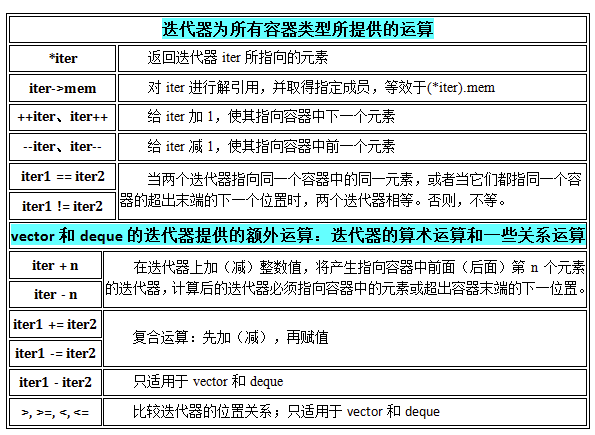 迭代器为所有容器类型所提供的运算
*iter 返回迭代器 iter 所指向的元素
iter->mem 对 iter 进行解引用，并取得指定成员，等效于(*iter).mem
++iter、iter++ 给 iter 加 1，使其指向容器中下一个元素
--iter、iter-- 给 iter 减 1，使其指向容器中前一个元素
iter1 == iter2
iter1 != iter2
当两个迭代器指向同一个容器中的同一元素，或者当它们都指同一个容
器的超出末端的下一个位置时，两个迭代器相等。否则，不等。
vector 和 deque 的迭代器提供的额外运算：迭代器的算术运算和一些关系运算
iter + n
iter - n
在迭代器上加（减）整数值，将产生指向容器中前面（后面）第 n 个元素
的迭代器，计算后的迭代器必须指向容器中的元素或超出容器末端的下一位置。
iter1 += iter2
iter1 -= iter2
复合运算：先加（减），再赋值
iter1 - iter2 只适用于 vector 和 deque
>, >=, <, <= 比较迭代器的位置关系；只适用于 vector 和 deque